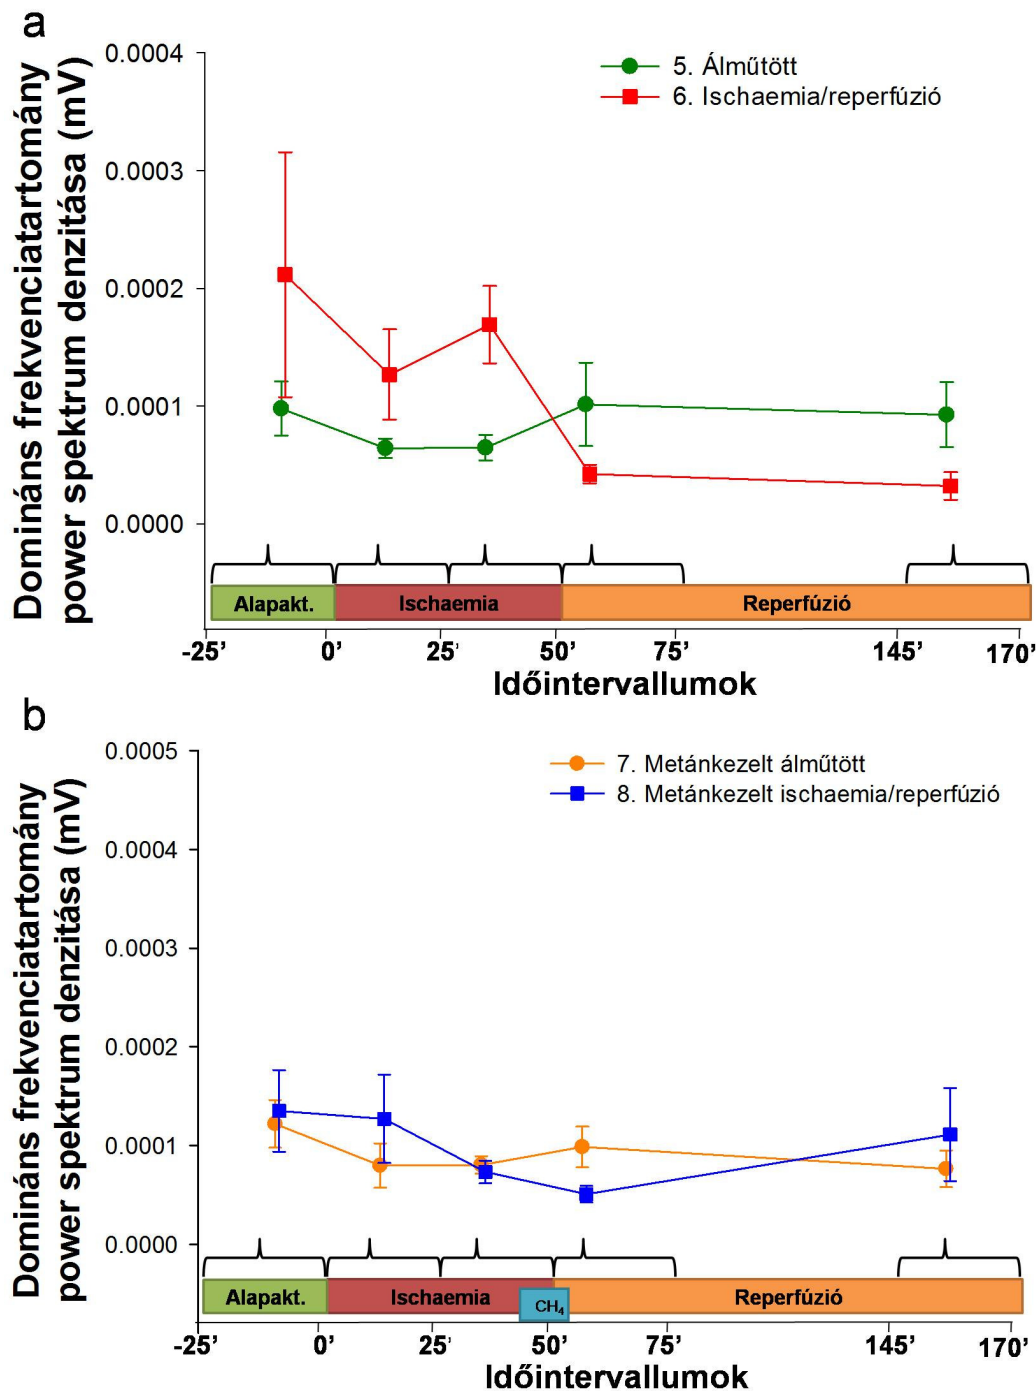 a
Domináns frekvenciatartomány
power spektrum denzitása (mV)
0.0004
0.0003
0.0002
0.0001
0.0000
5. Álműtött
6. Ischaemia/reperfúzió
Alapakt. Ischaemia Reperfúzió
-25' 0' 25' 50' 75' 145' 170'
Időintervallumok
b
Domináns frekvenciatartomány
power spektrum denzitása (mV)
0.0005
0.0004
0.0003
0.0002
0.0001
0.0000
7. Metánkezelt álműtött
8. Metánkezelt ischaemia/reperfúzió
Alapakt. Ischaemia CH₄ Reperfúzió
-25' 0' 25' 50' 75' 145' 170'
Időintervallumok